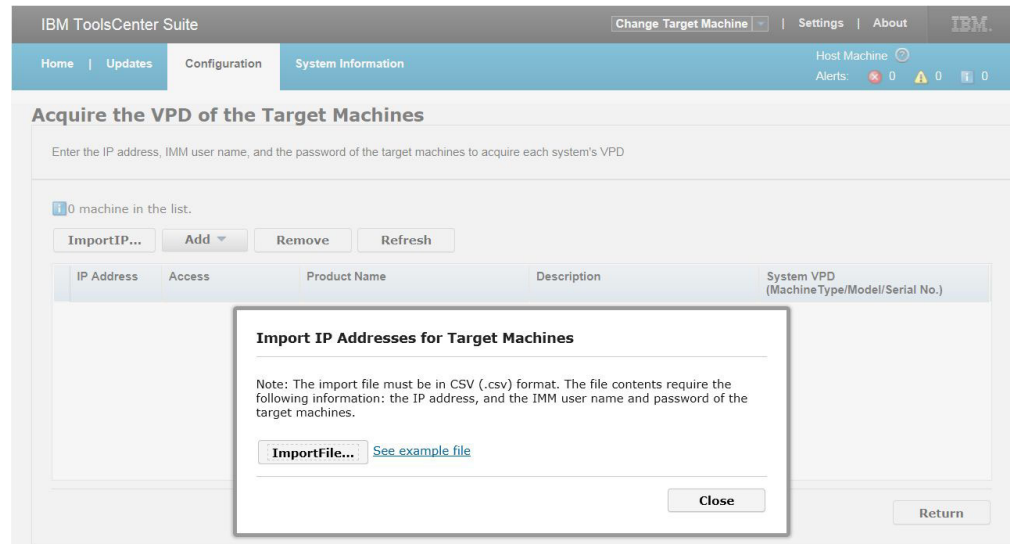 IBM ToolsCenter Suite
Change Target Machine | Settings | About IBM.
Home | Updates Configuration System Information
Host Machine ?
Alerts: 0 0 0
Acquire the VPD of the Target Machines
Enter the IP address, IMM user name, and the password of the target machines to acquire each system's VPD
0 machine in the list.
ImportIP... Add Remove Refresh
IP Address Access Product Name Description System VPD
(MachineType/Model/Serial No.)
Import IP Addresses for Target Machines
Note: The import file must be in CSV (.csv) format. The file contents require the
following information: the IP address, and the IMM user name and password of the
target machines.
ImportFile... See example file
Close
Return